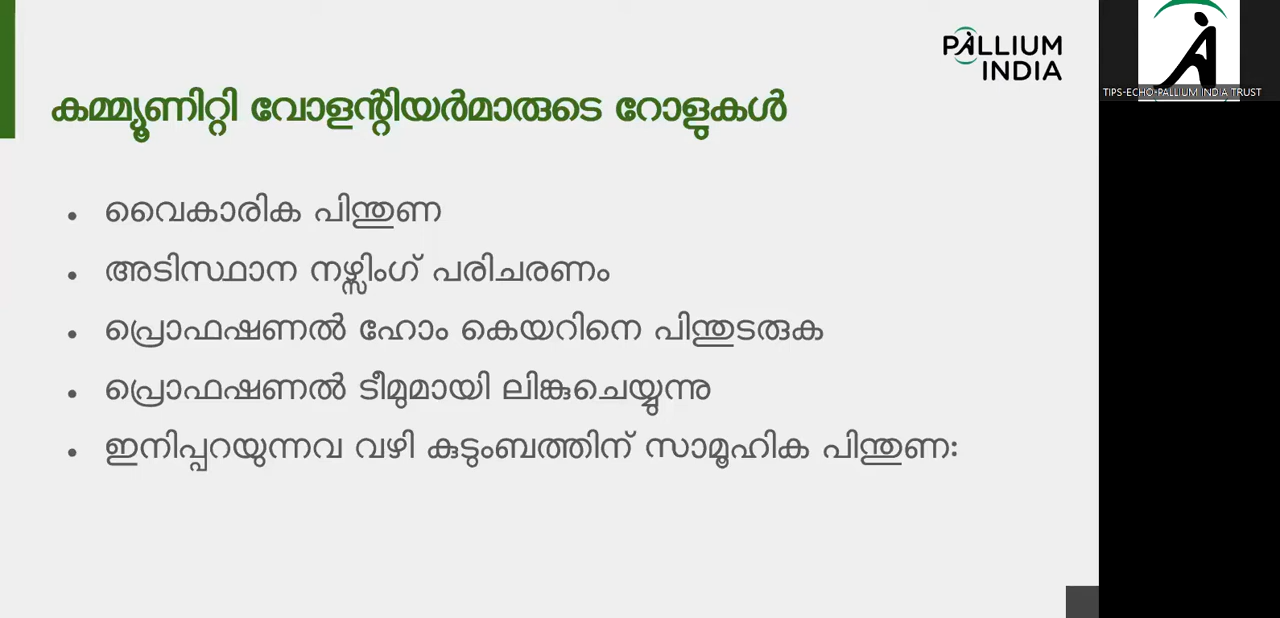 PALLIUM
INDIA
TIPS-ECHO-PALLIUM INDIA TRUST
കമ്മ്യൂണിറ്റി വോളന്റിയർമാരുടെ റോളുകൾ
• വൈകാരിക പിന്തുണ
• അടിസ്ഥാന നഴ്സിംഗ് പരിചരണം
• പ്രൊഫഷണൽ ഹോം കെയറിനെ പിന്തുടരുക
• പ്രൊഫഷണൽ ടീമുമായി ലിങ്കുചെയ്യുന്നു
• ഇനിപ്പറയുന്നവ വഴി കുടുംബത്തിന് സാമൂഹിക പിന്തുണ: